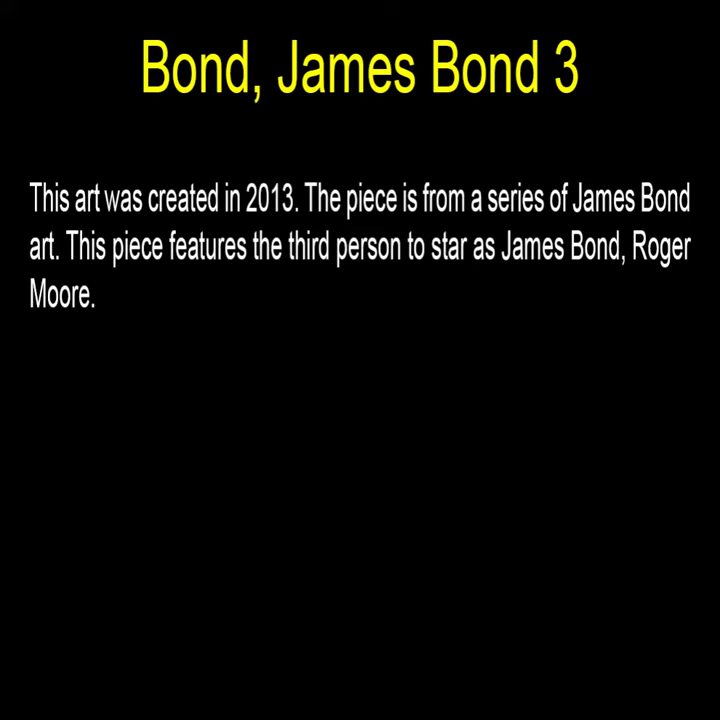 Bond, James Bond 3
This art was created in 2013. The piece is from a series of James Bond
art. This piece features the third person to star as James Bond, Roger
Moore.